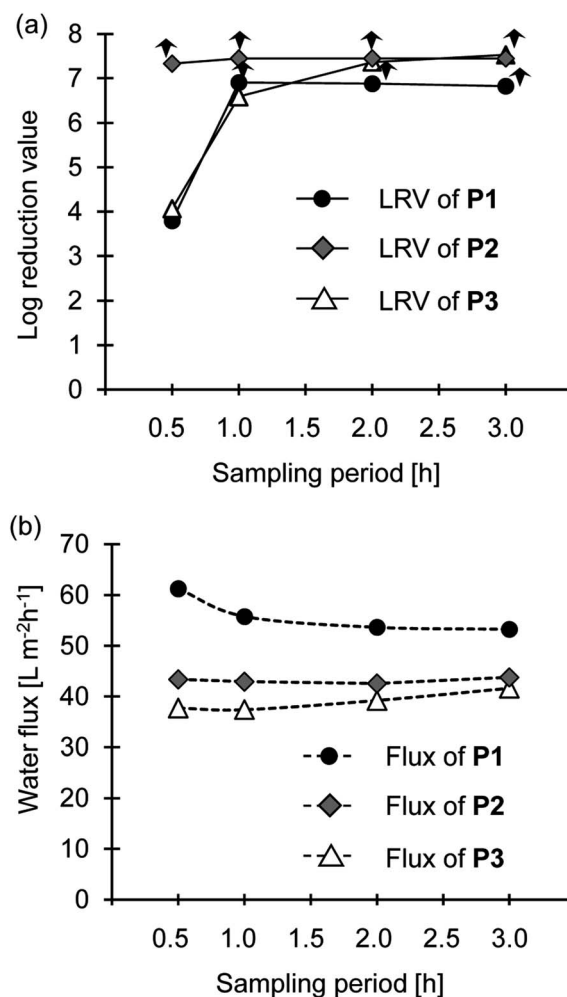 (a)
Log reduction value
8
7
6
5
4
3
2
1
0
LRV of P1
LRV of P2
LRV of P3
0.5 1.0 1.5 2.0 2.5 3.0
Sampling period [h]
(b)
Water flux [L m⁻²h⁻¹]
70
60
50
40
30
20
10
0
Flux of P1
Flux of P2
Flux of P3
0.5 1.0 1.5 2.0 2.5 3.0
Sampling period [h]